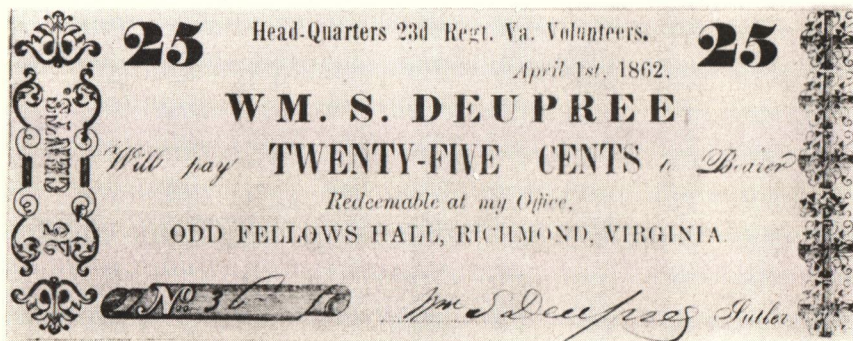 25 Head-Quarters 23d Regt. Va. Volunteers. 25
April 1st, 1862.
WM. S. DEUPREE
Will pay TWENTY-FIVE CENTS to Bearer
Redeemable at my Office,
ODD FELLOWS HALL, RICHMOND, VIRGINIA.
No. 36 Wm S Deupree Sutler.
25 CENTS.